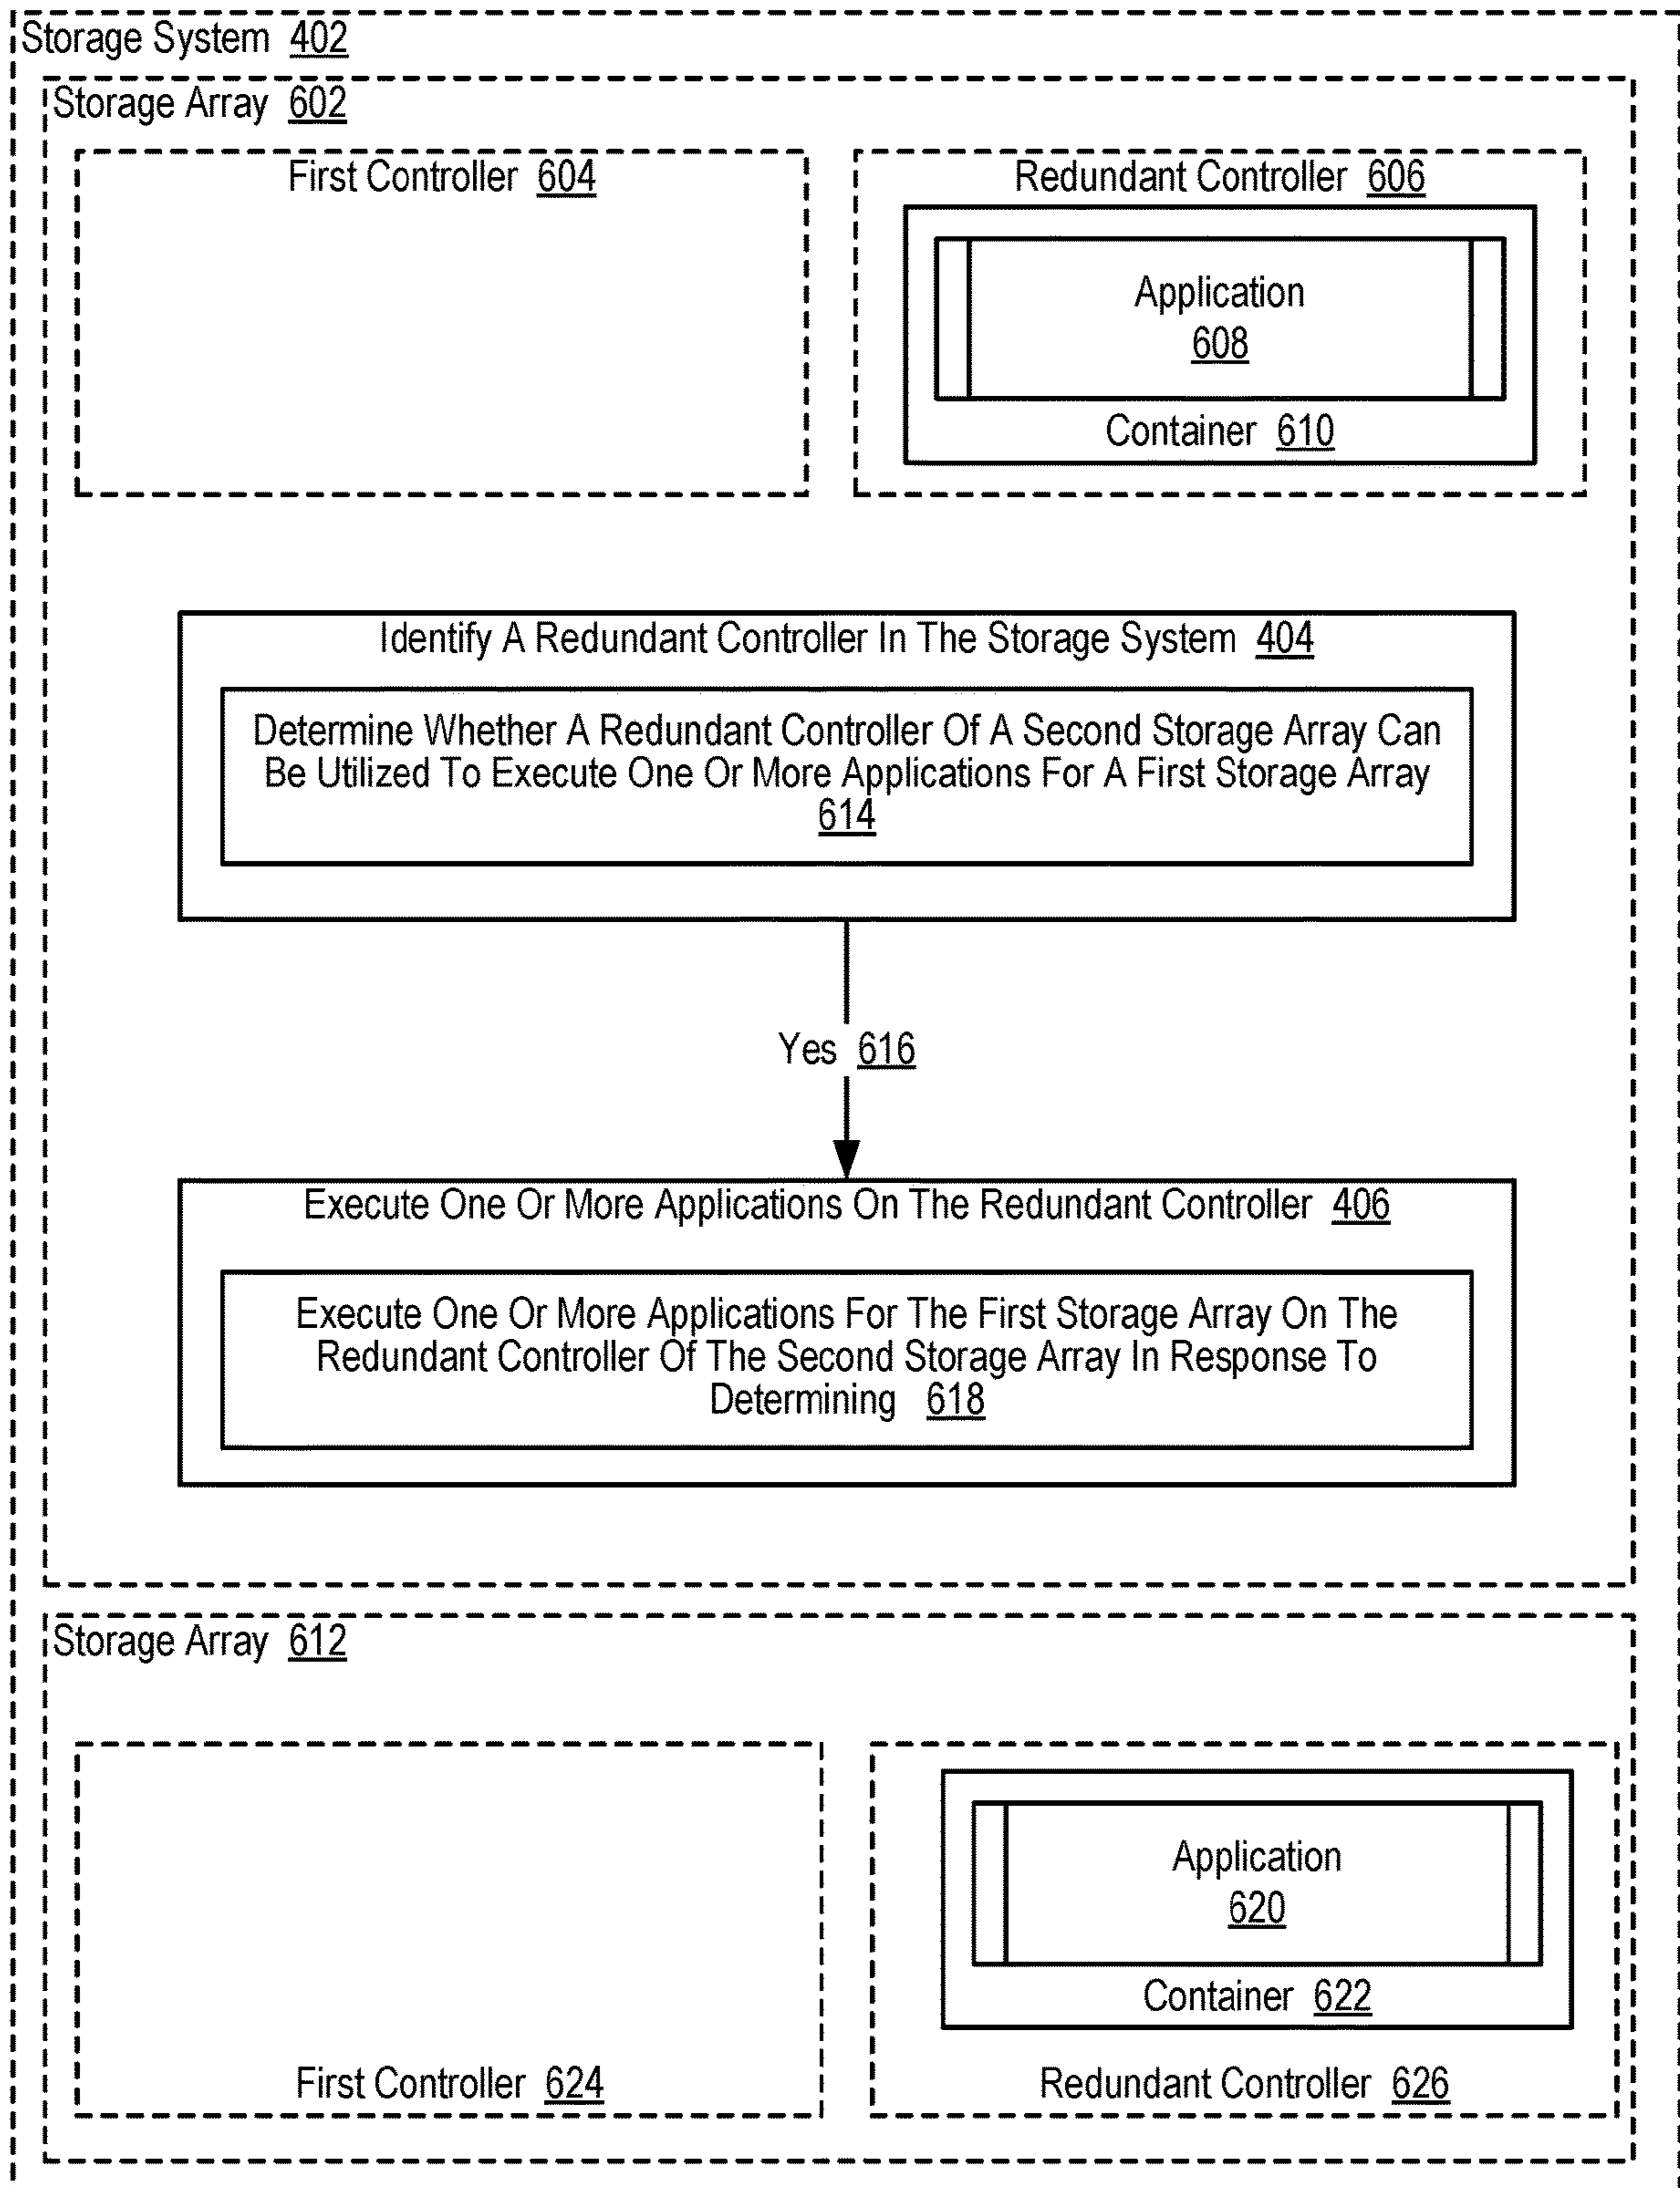 Storage System 402
Storage Array 602
First Controller 604
Redundant Controller 606
Application
608
Container 610
Identify A Redundant Controller In The Storage System 404
Determine Whether A Redundant Controller Of A Second Storage Array Can
Be Utilized To Execute One Or More Applications For A First Storage Array
614
Yes 616
Execute One Or More Applications On The Redundant Controller 406
Execute One Or More Applications For The First Storage Array On The
Redundant Controller Of The Second Storage Array In Response To
Determining 618
Storage Array 612
Application
620
Container 622
First Controller 624
Redundant Controller 626